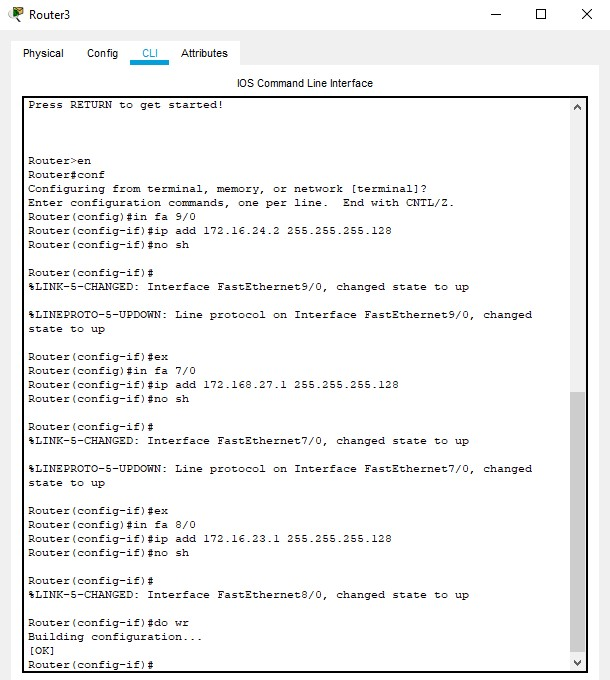 Router3
Physical Config CLI Attributes
IOS Command Line Interface
Press RETURN to get started!
Router>en
Router#conf
Configuring from terminal, memory, or network [terminal]?
Enter configuration commands, one per line.  End with CNTL/Z.
Router(config)#in fa 9/0
Router(config-if)#ip add 172.16.24.2 255.255.255.128
Router(config-if)#no sh
Router(config-if)#
%LINK-5-CHANGED: Interface FastEthernet9/0, changed state to up
%LINEPROTO-5-UPDOWN: Line protocol on Interface FastEthernet9/0, changed
state to up
Router(config-if)#ex
Router(config)#in fa 7/0
Router(config-if)#ip add 172.168.27.1 255.255.255.128
Router(config-if)#no sh
Router(config-if)#
%LINK-5-CHANGED: Interface FastEthernet7/0, changed state to up
%LINEPROTO-5-UPDOWN: Line protocol on Interface FastEthernet7/0, changed
state to up
Router(config-if)#ex
Router(config)#in fa 8/0
Router(config-if)#ip add 172.16.23.1 255.255.255.128
Router(config-if)#no sh
Router(config-if)#
%LINK-5-CHANGED: Interface FastEthernet8/0, changed state to up
Router(config-if)#do wr
Building configuration...
[OK]
Router(config-if)#